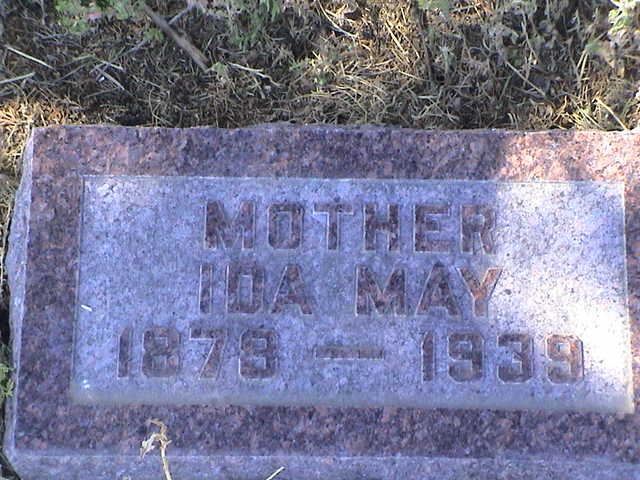 MOTHER
IDA MAY
1878 — 1939